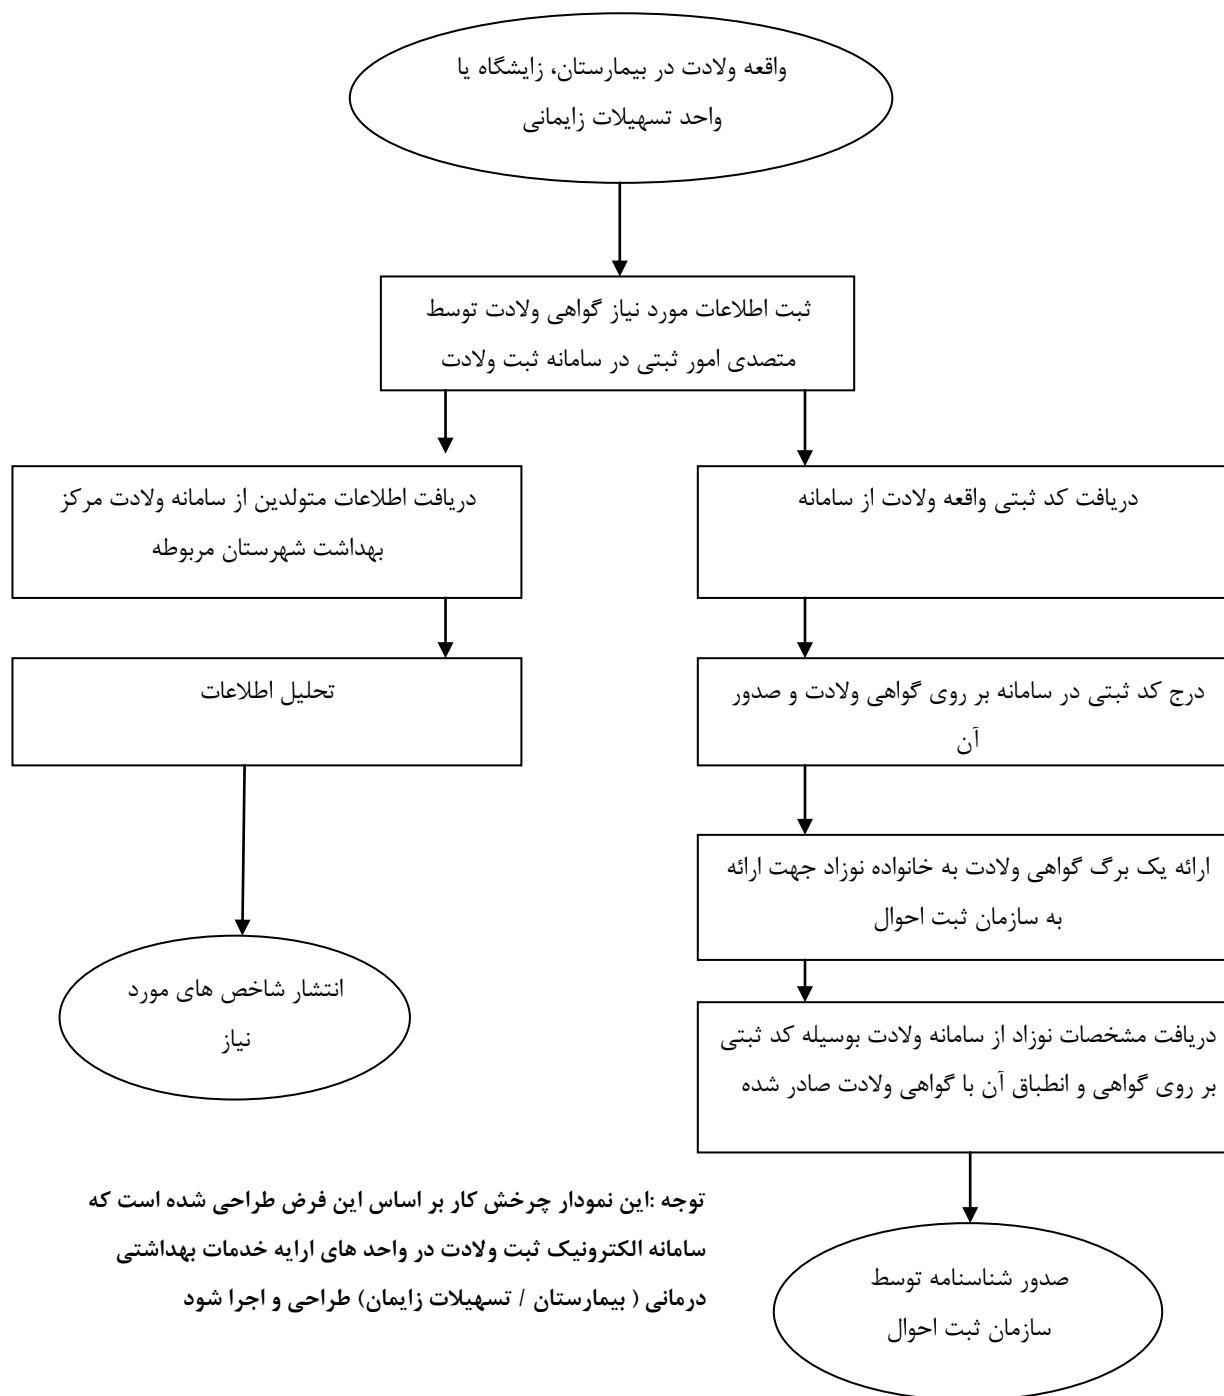 واقعه ولادت در بیمارستان، زایشگاه یا
واحد تسهیلات زایمانی
ثبت اطلاعات مورد نیاز گواهی ولادت توسط
متصدی امور ثبتی در سامانه ثبت ولادت
دریافت کد ثبتی واقعه ولادت از سامانه
درج کد ثبتی در سامانه بر روی گواهی ولادت و صدور
آن
ارائه یک برگ گواهی ولادت به خانواده نوزاد جهت ارائه
به سازمان ثبت احوال
دریافت مشخصات نوزاد از سامانه ولادت بوسیله کد ثبتی
بر روی گواهی و انطباق آن با گواهی ولادت صادر شده
صدور شناسنامه توسط
سازمان ثبت احوال
دریافت اطلاعات متولدین از سامانه ولادت مرکز
بهداشت شهرستان مربوطه
تحلیل اطلاعات
انتشار شاخص های مورد
نیاز
توجه :این نمودار چرخش کار بر اساس این فرض طراحی شده است که
سامانه الکترونیک ثبت ولادت در واحد های ارایه خدمات بهداشتی
درمانی ( بیمارستان / تسهیلات زایمان) طراحی و اجرا شود